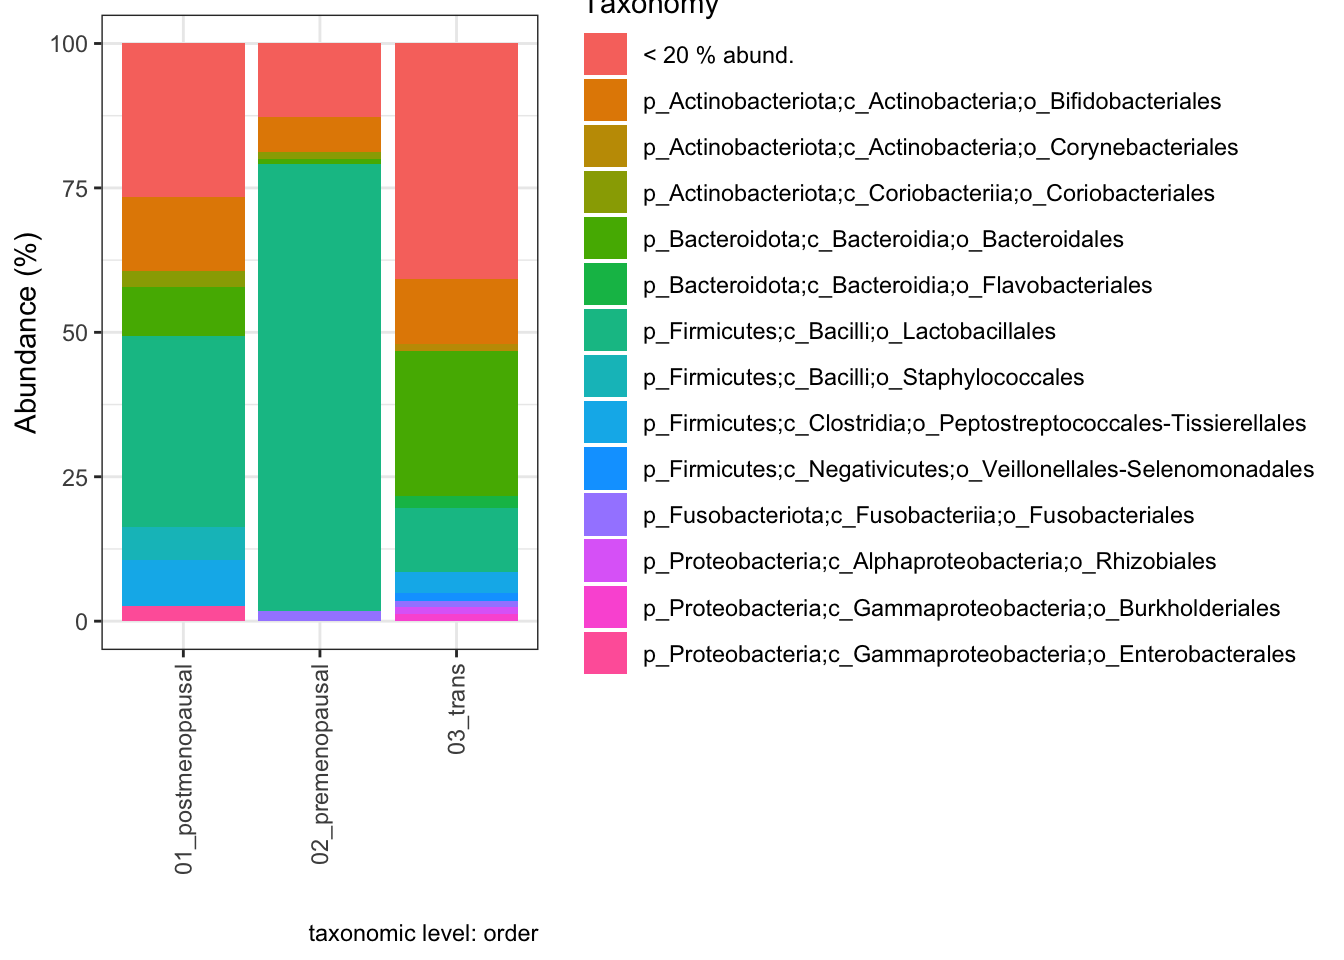 Taxonomy
100
75
50
25
0
Abundance (%)
< 20 % abund.
p_Actinobacteriota;c_Actinobacteria;o_Bifidobacteriales
p_Actinobacteriota;c_Actinobacteria;o_Corynebacteriales
p_Actinobacteriota;c_Coriobacteriia;o_Coriobacteriales
p_Bacteroidota;c_Bacteroidia;o_Bacteroidales
p_Bacteroidota;c_Bacteroidia;o_Flavobacteriales
p_Firmicutes;c_Bacilli;o_Lactobacillales
p_Firmicutes;c_Bacilli;o_Staphylococcales
p_Firmicutes;c_Clostridia;o_Peptostreptococcales-Tissierellales
p_Firmicutes;c_Negativicutes;o_Veillonellales-Selenomonadales
p_Fusobacteriota;c_Fusobacteriia;o_Fusobacteriales
p_Proteobacteria;c_Alphaproteobacteria;o_Rhizobiales
p_Proteobacteria;c_Gammaproteobacteria;o_Burkholderiales
p_Proteobacteria;c_Gammaproteobacteria;o_Enterobacterales
01_postmenopausal
02_premenopausal
03_trans
taxonomic level: order